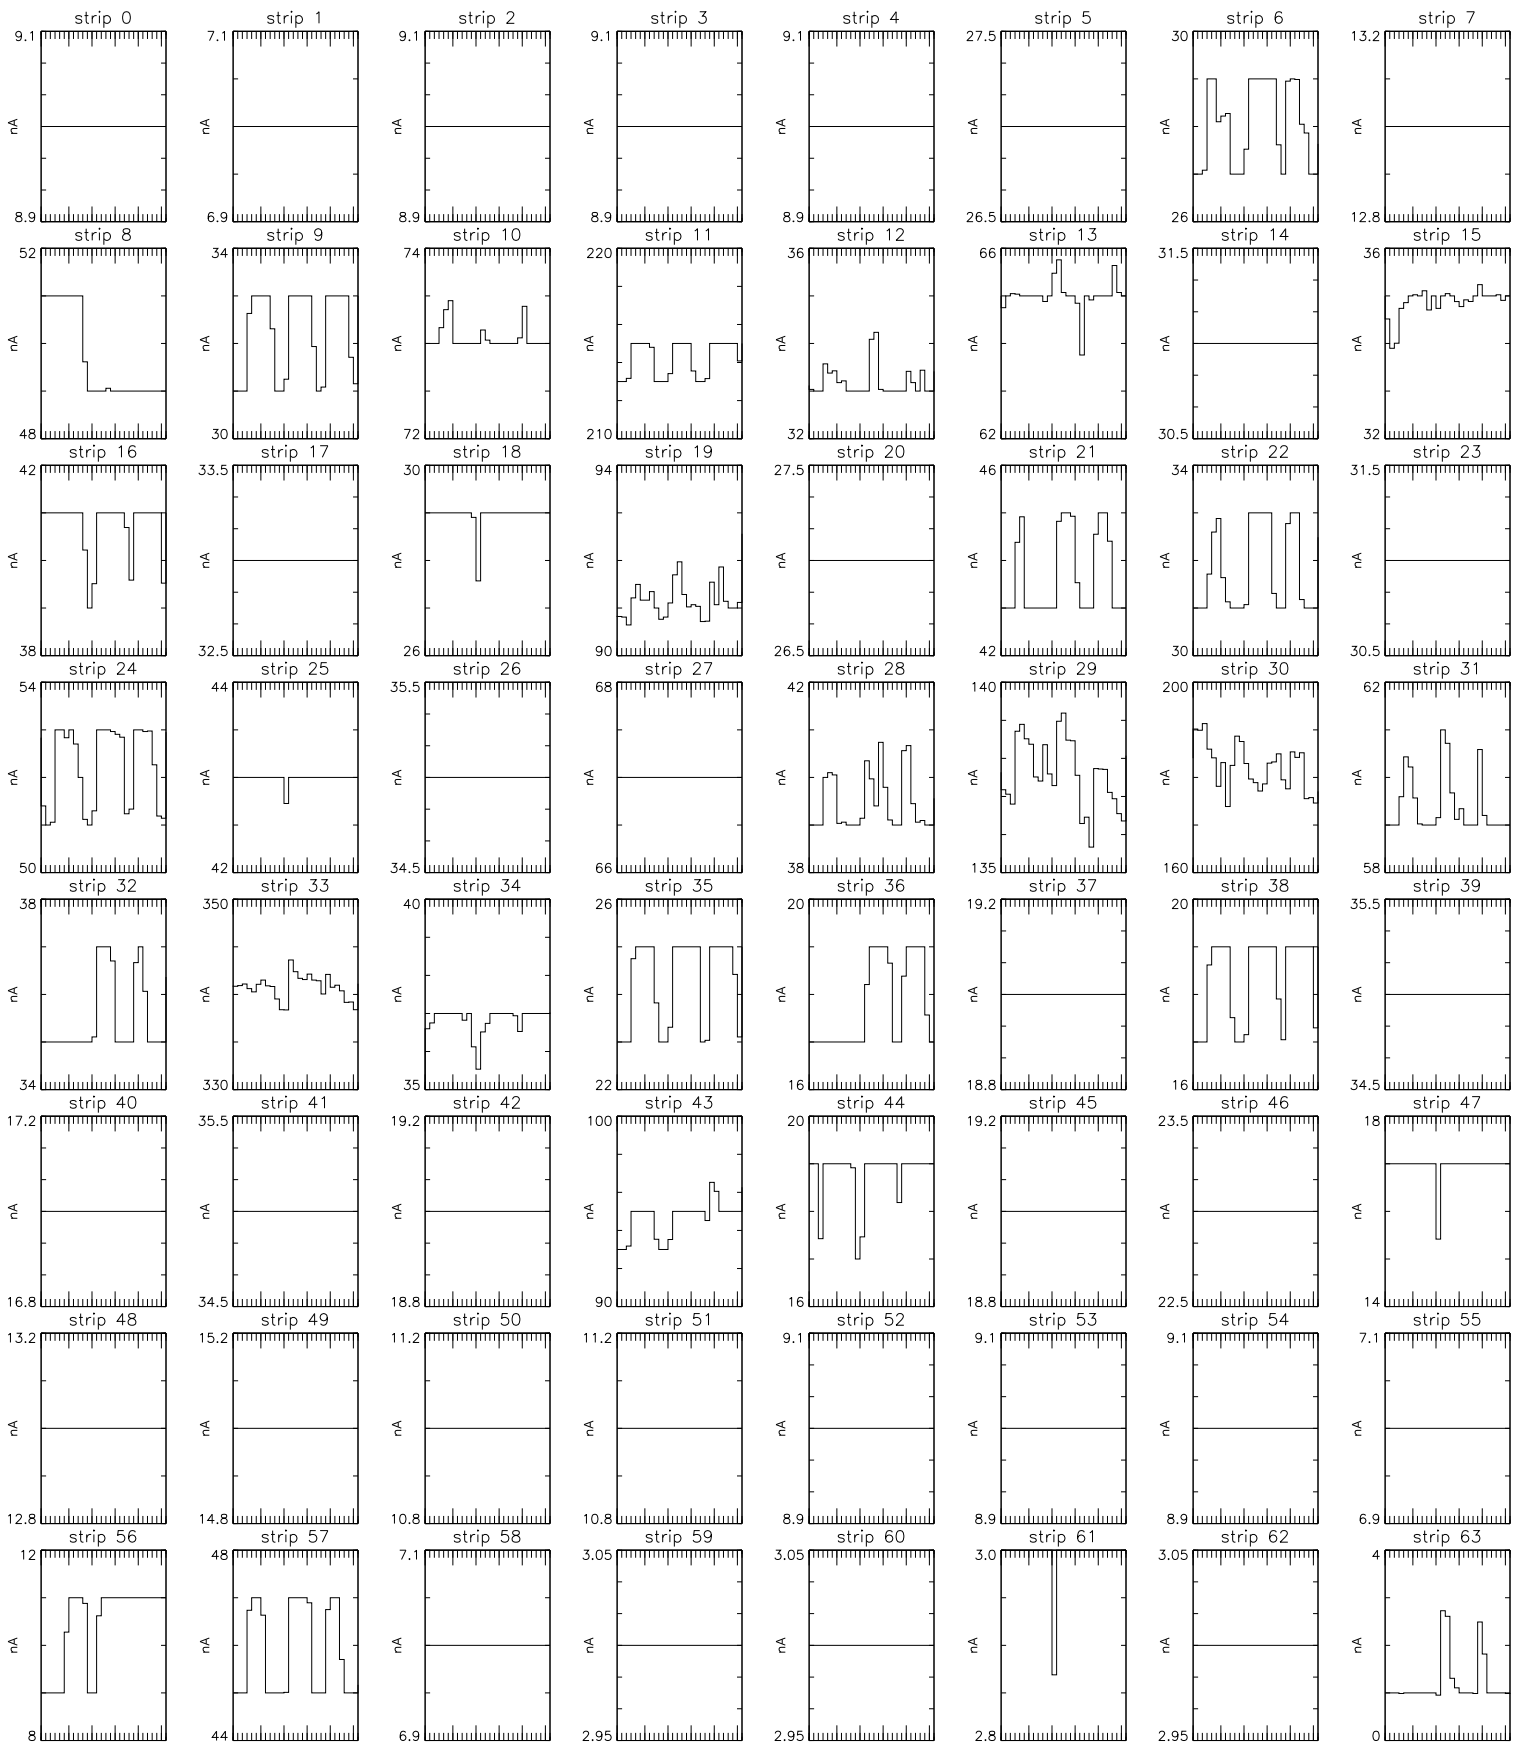 strip 0 strip 1 strip 2 strip 3 strip 4 strip 5 strip 6 strip 7
9.1 7.1 9.1 9.1 9.1 27.5 30 13.2
nA nA nA nA nA nA nA nA
8.9 6.9 8.9 8.9 8.9 26.5 26 12.8
strip 8 strip 9 strip 10 strip 11 strip 12 strip 13 strip 14 strip 15
52 34 74 220 36 66 31.5 36
nA nA nA nA nA nA nA nA
48 30 72 210 32 62 30.5 32
strip 16 strip 17 strip 18 strip 19 strip 20 strip 21 strip 22 strip 23
42 33.5 30 94 27.5 46 34 31.5
nA nA nA nA nA nA nA nA
38 32.5 26 90 26.5 42 30 30.5
strip 24 strip 25 strip 26 strip 27 strip 28 strip 29 strip 30 strip 31
54 44 35.5 68 42 140 200 62
nA nA nA nA nA nA nA nA
50 42 34.5 66 38 135 160 58
strip 32 strip 33 strip 34 strip 35 strip 36 strip 37 strip 38 strip 39
38 350 40 26 20 19.2 20 35.5
nA nA nA nA nA nA nA nA
34 330 35 22 16 18.8 16 34.5
strip 40 strip 41 strip 42 strip 43 strip 44 strip 45 strip 46 strip 47
17.2 35.5 19.2 100 20 19.2 23.5 18
nA nA nA nA nA nA nA nA
16.8 34.5 18.8 90 16 18.8 22.5 14
strip 48 strip 49 strip 50 strip 51 strip 52 strip 53 strip 54 strip 55
13.2 15.2 11.2 11.2 9.1 9.1 9.1 7.1
nA nA nA nA nA nA nA nA
12.8 14.8 10.8 10.8 8.9 8.9 8.9 6.9
strip 56 strip 57 strip 58 strip 59 strip 60 strip 61 strip 62 strip 63
12 48 7.1 3.05 3.05 3.0 3.05 4
nA nA nA nA nA nA nA nA
8 44 6.9 2.95 2.95 2.8 2.95 0